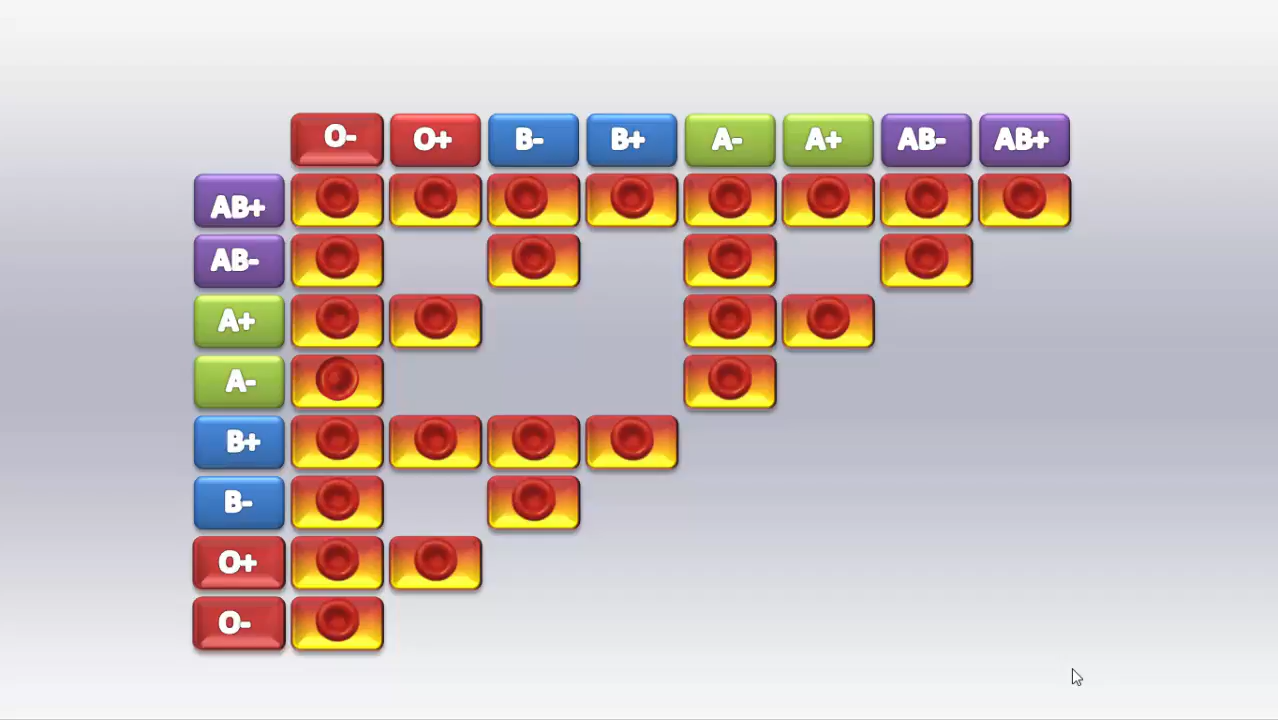 O- O+ B- B+ A- A+ AB- AB+
AB+
AB-
A+
A-
B+
B-
O+
O-